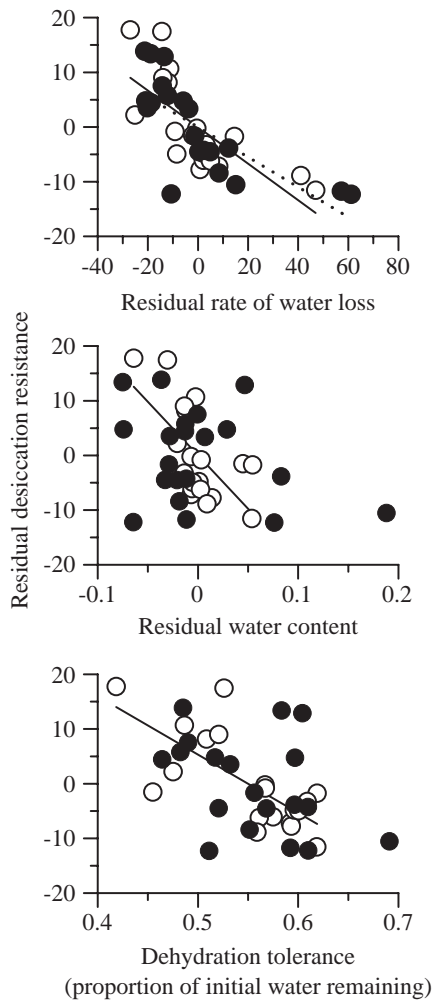 20
10
0
-10
-20
-40 -20 0 20 40 60 80
Residual rate of water loss
Residual desiccation resistance
20
10
0
-10
-20
-0.1 0 0.1 0.2
Residual water content
20
10
0
-10
-20
0.4 0.5 0.6 0.7
Dehydration tolerance
(proportion of initial water remaining)